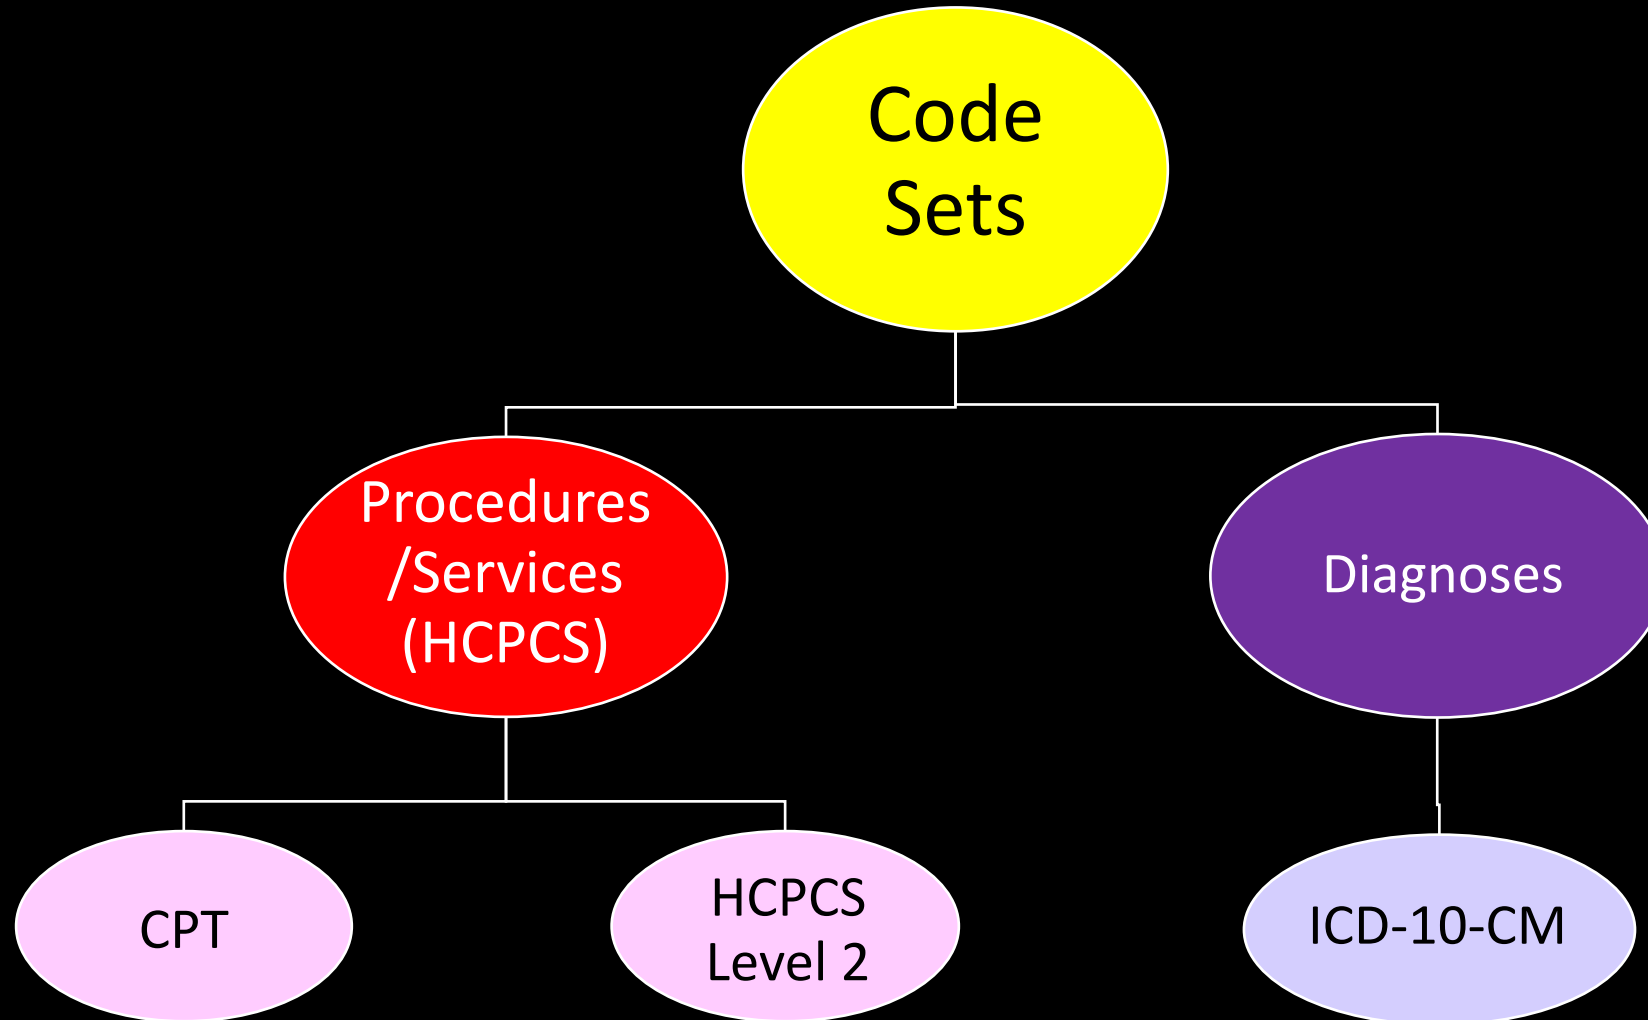 Code
Sets
Procedures
/Services
(HCPCS)
Diagnoses
CPT
HCPCS
Level 2
ICD-10-CM